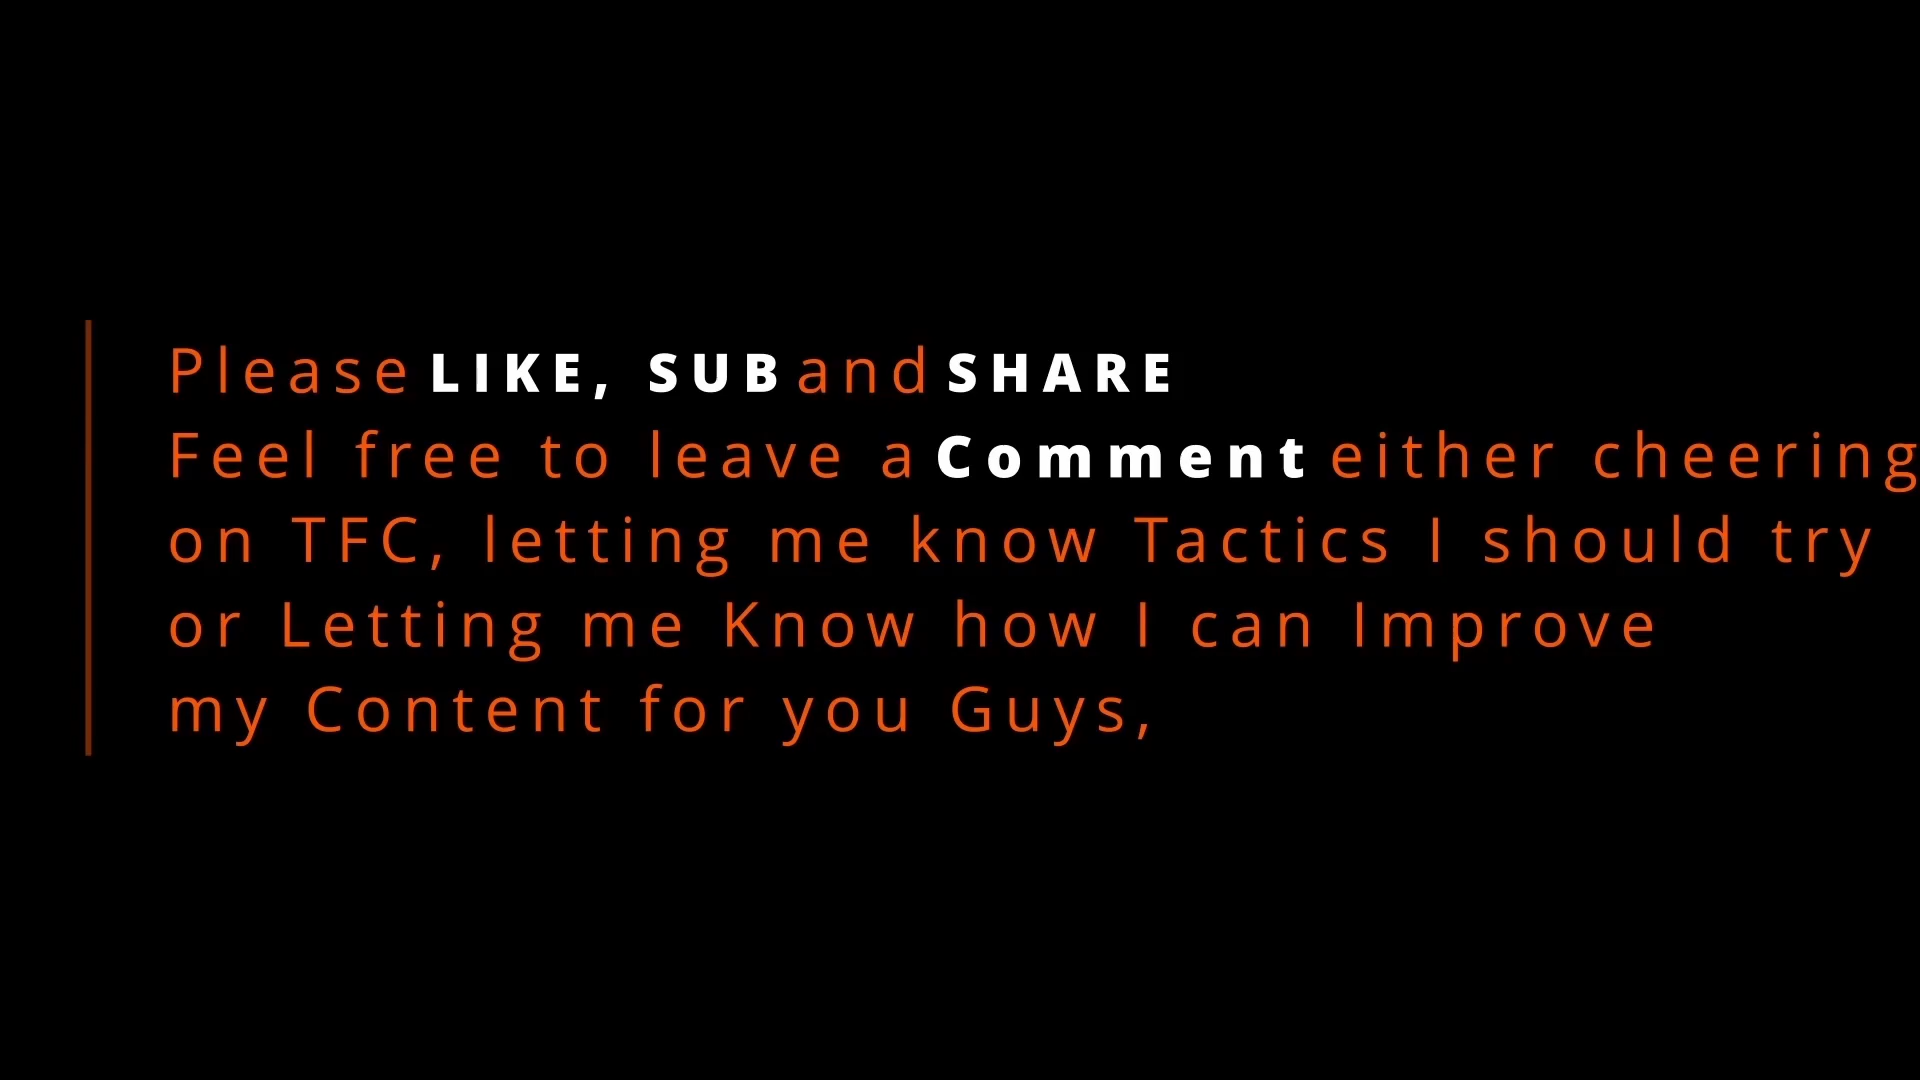 Please LIKE, SUB and SHARE
Feel free to leave a Comment either cheering
on TFC, letting me know Tactics I should try
or Letting me Know how I can Improve
my Content for you Guys,